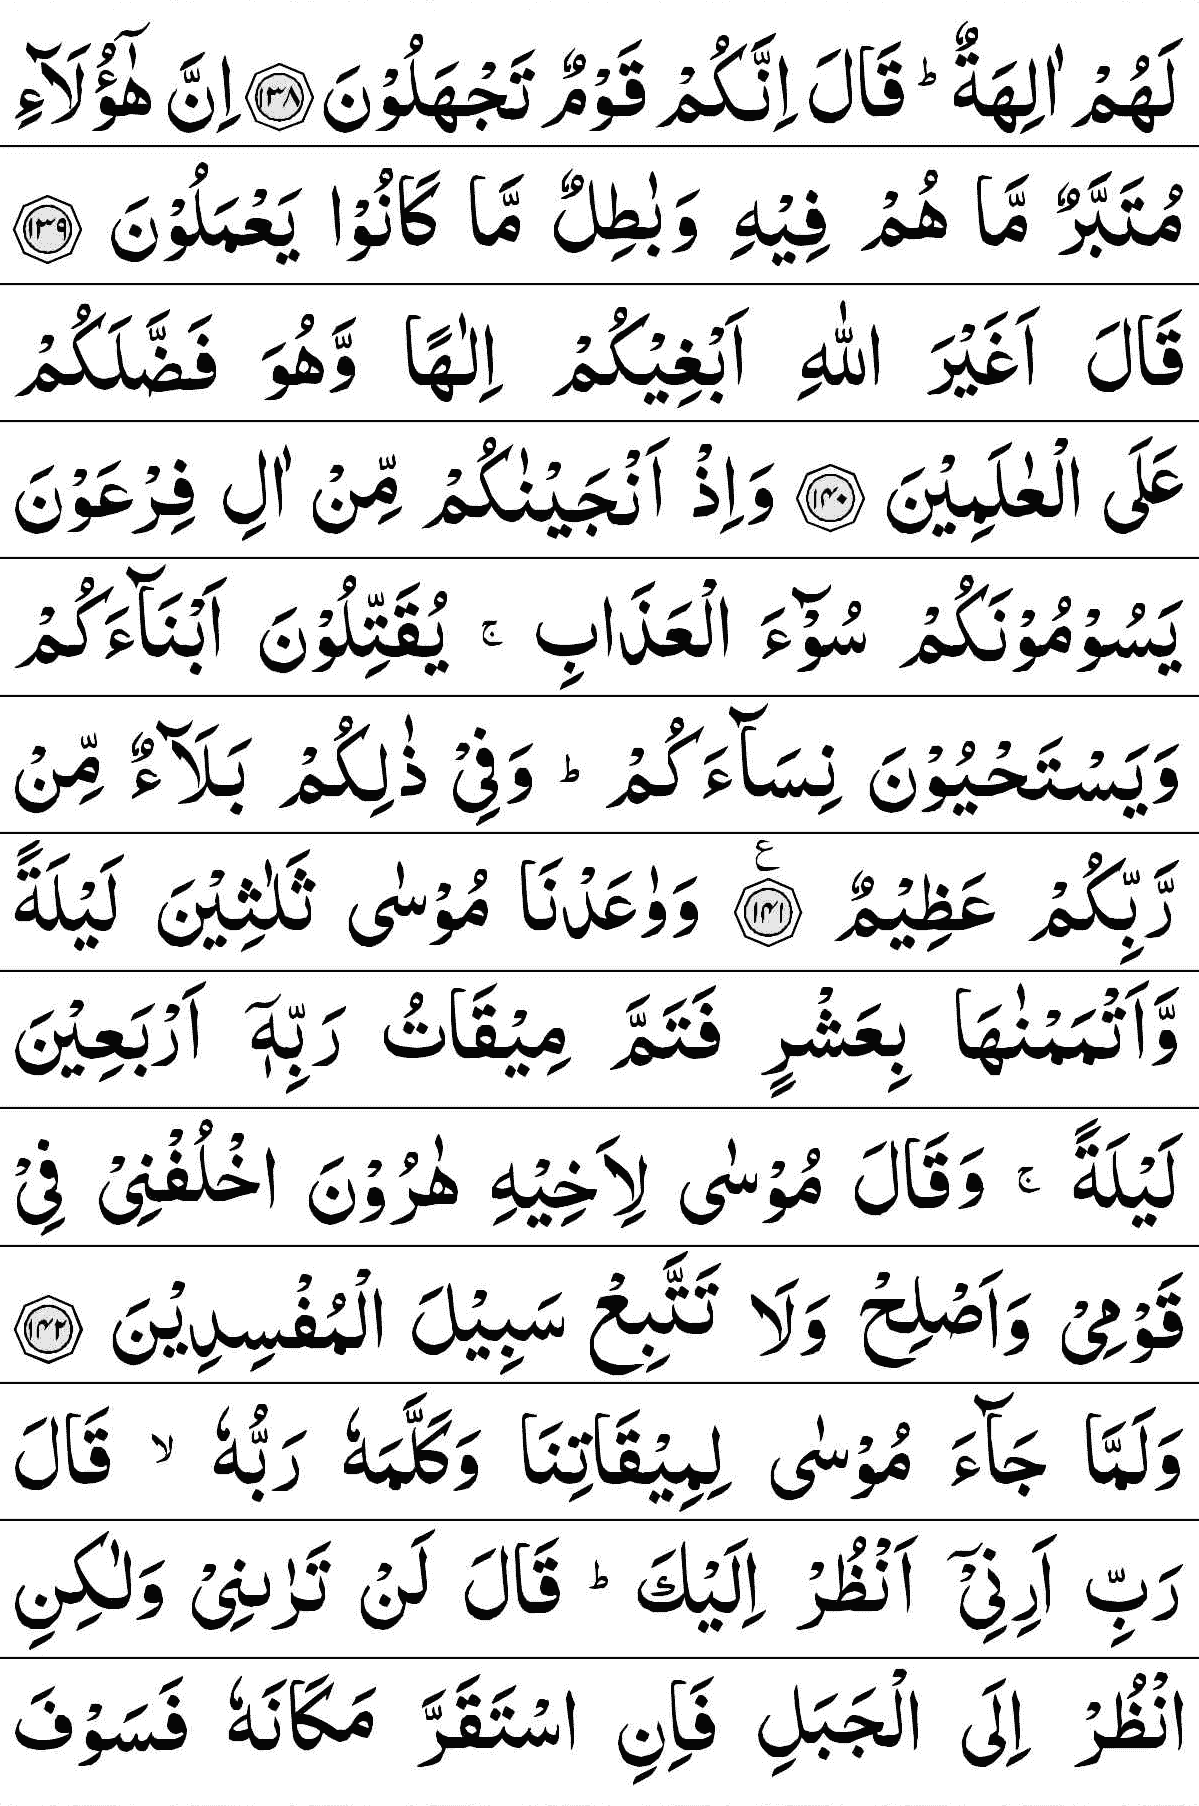 لَهُمْ اٰلِهَةٌ ؕ قَالَ اِنَّكُمْ قَوْمٌ تَجْهَلُوْنَ ﴿۱۳۸﴾ اِنَّ هٰۤؤُلَآءِ
مُتَبَّرٌ مَّا هُمْ فِیْهِ وَبٰطِلٌ مَّا كَانُوْا یَعْمَلُوْنَ ﴿۱۳۹﴾
قَالَ اَغَیْرَ اللّٰهِ اَبْغِیْكُمْ اِلٰهًا وَّهُوَ فَضَّلَكُمْ
عَلَی الْعٰلَمِیْنَ ﴿۱۴۰﴾ وَاِذْ اَنْجَیْنٰكُمْ مِّنْ اٰلِ فِرْعَوْنَ
یَسُوْمُوْنَكُمْ سُوْٓءَ الْعَذَابِ ۚ یُقَتِّلُوْنَ اَبْنَآءَكُمْ
وَیَسْتَحْیُوْنَ نِسَآءَكُمْ ؕ وَفِیْ ذٰلِكُمْ بَلَآءٌ مِّنْ
رَّبِّكُمْ عَظِیْمٌ ﴿۱۴۱﴾ ع وَوٰعَدْنَا مُوْسٰی ثَلٰثِیْنَ لَیْلَةً
وَّاَتْمَمْنٰهَا بِعَشْرٍ فَتَمَّ مِیْقَاتُ رَبِّهٖۤ اَرْبَعِیْنَ
لَیْلَةً ۚ وَقَالَ مُوْسٰی لِاَخِیْهِ هٰرُوْنَ اخْلُفْنِیْ فِیْ
قَوْمِیْ وَاَصْلِحْ وَلَا تَتَّبِعْ سَبِیْلَ الْمُفْسِدِیْنَ ﴿۱۴۲﴾
وَلَمَّا جَآءَ مُوْسٰی لِمِیْقَاتِنَا وَكَلَّمَهٗ رَبُّهٗ ۙ قَالَ
رَبِّ اَرِنِیْۤ اَنْظُرْ اِلَیْكَ ؕ قَالَ لَنْ تَرٰىنِیْ وَلٰكِنِ
انْظُرْ اِلَی الْجَبَلِ فَاِنِ اسْتَقَرَّ مَكَانَهٗ فَسَوْفَ